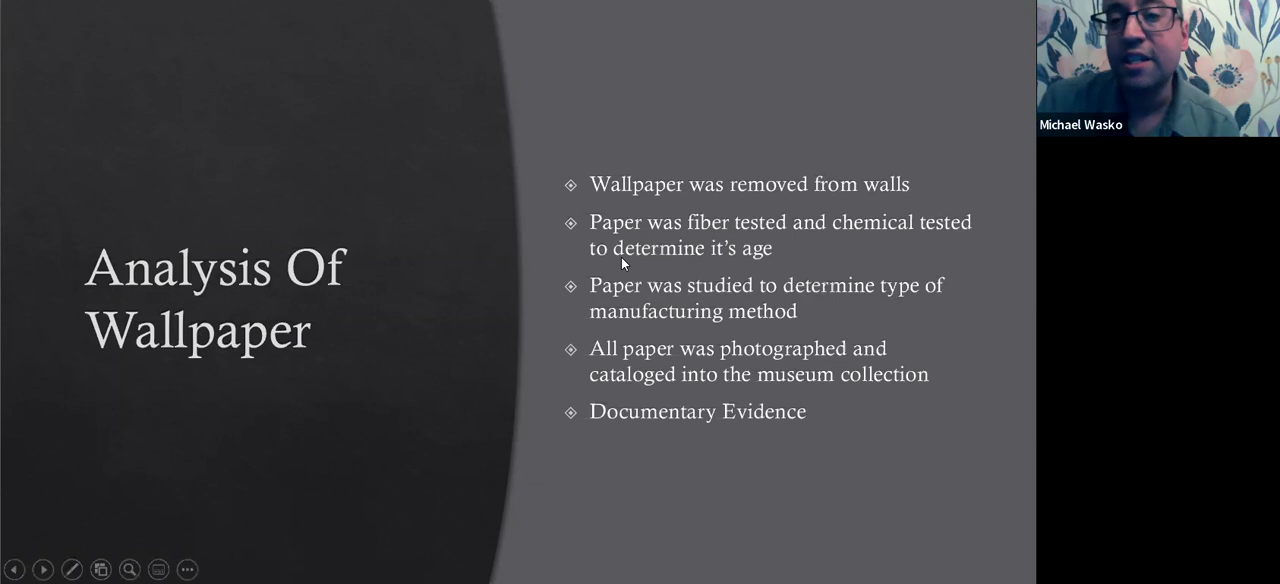 Analysis Of
Wallpaper
Wallpaper was removed from walls
Paper was fiber tested and chemical tested
to determine it's age
Paper was studied to determine type of
manufacturing method
All paper was photographed and
cataloged into the museum collection
Documentary Evidence
Michael Wasko